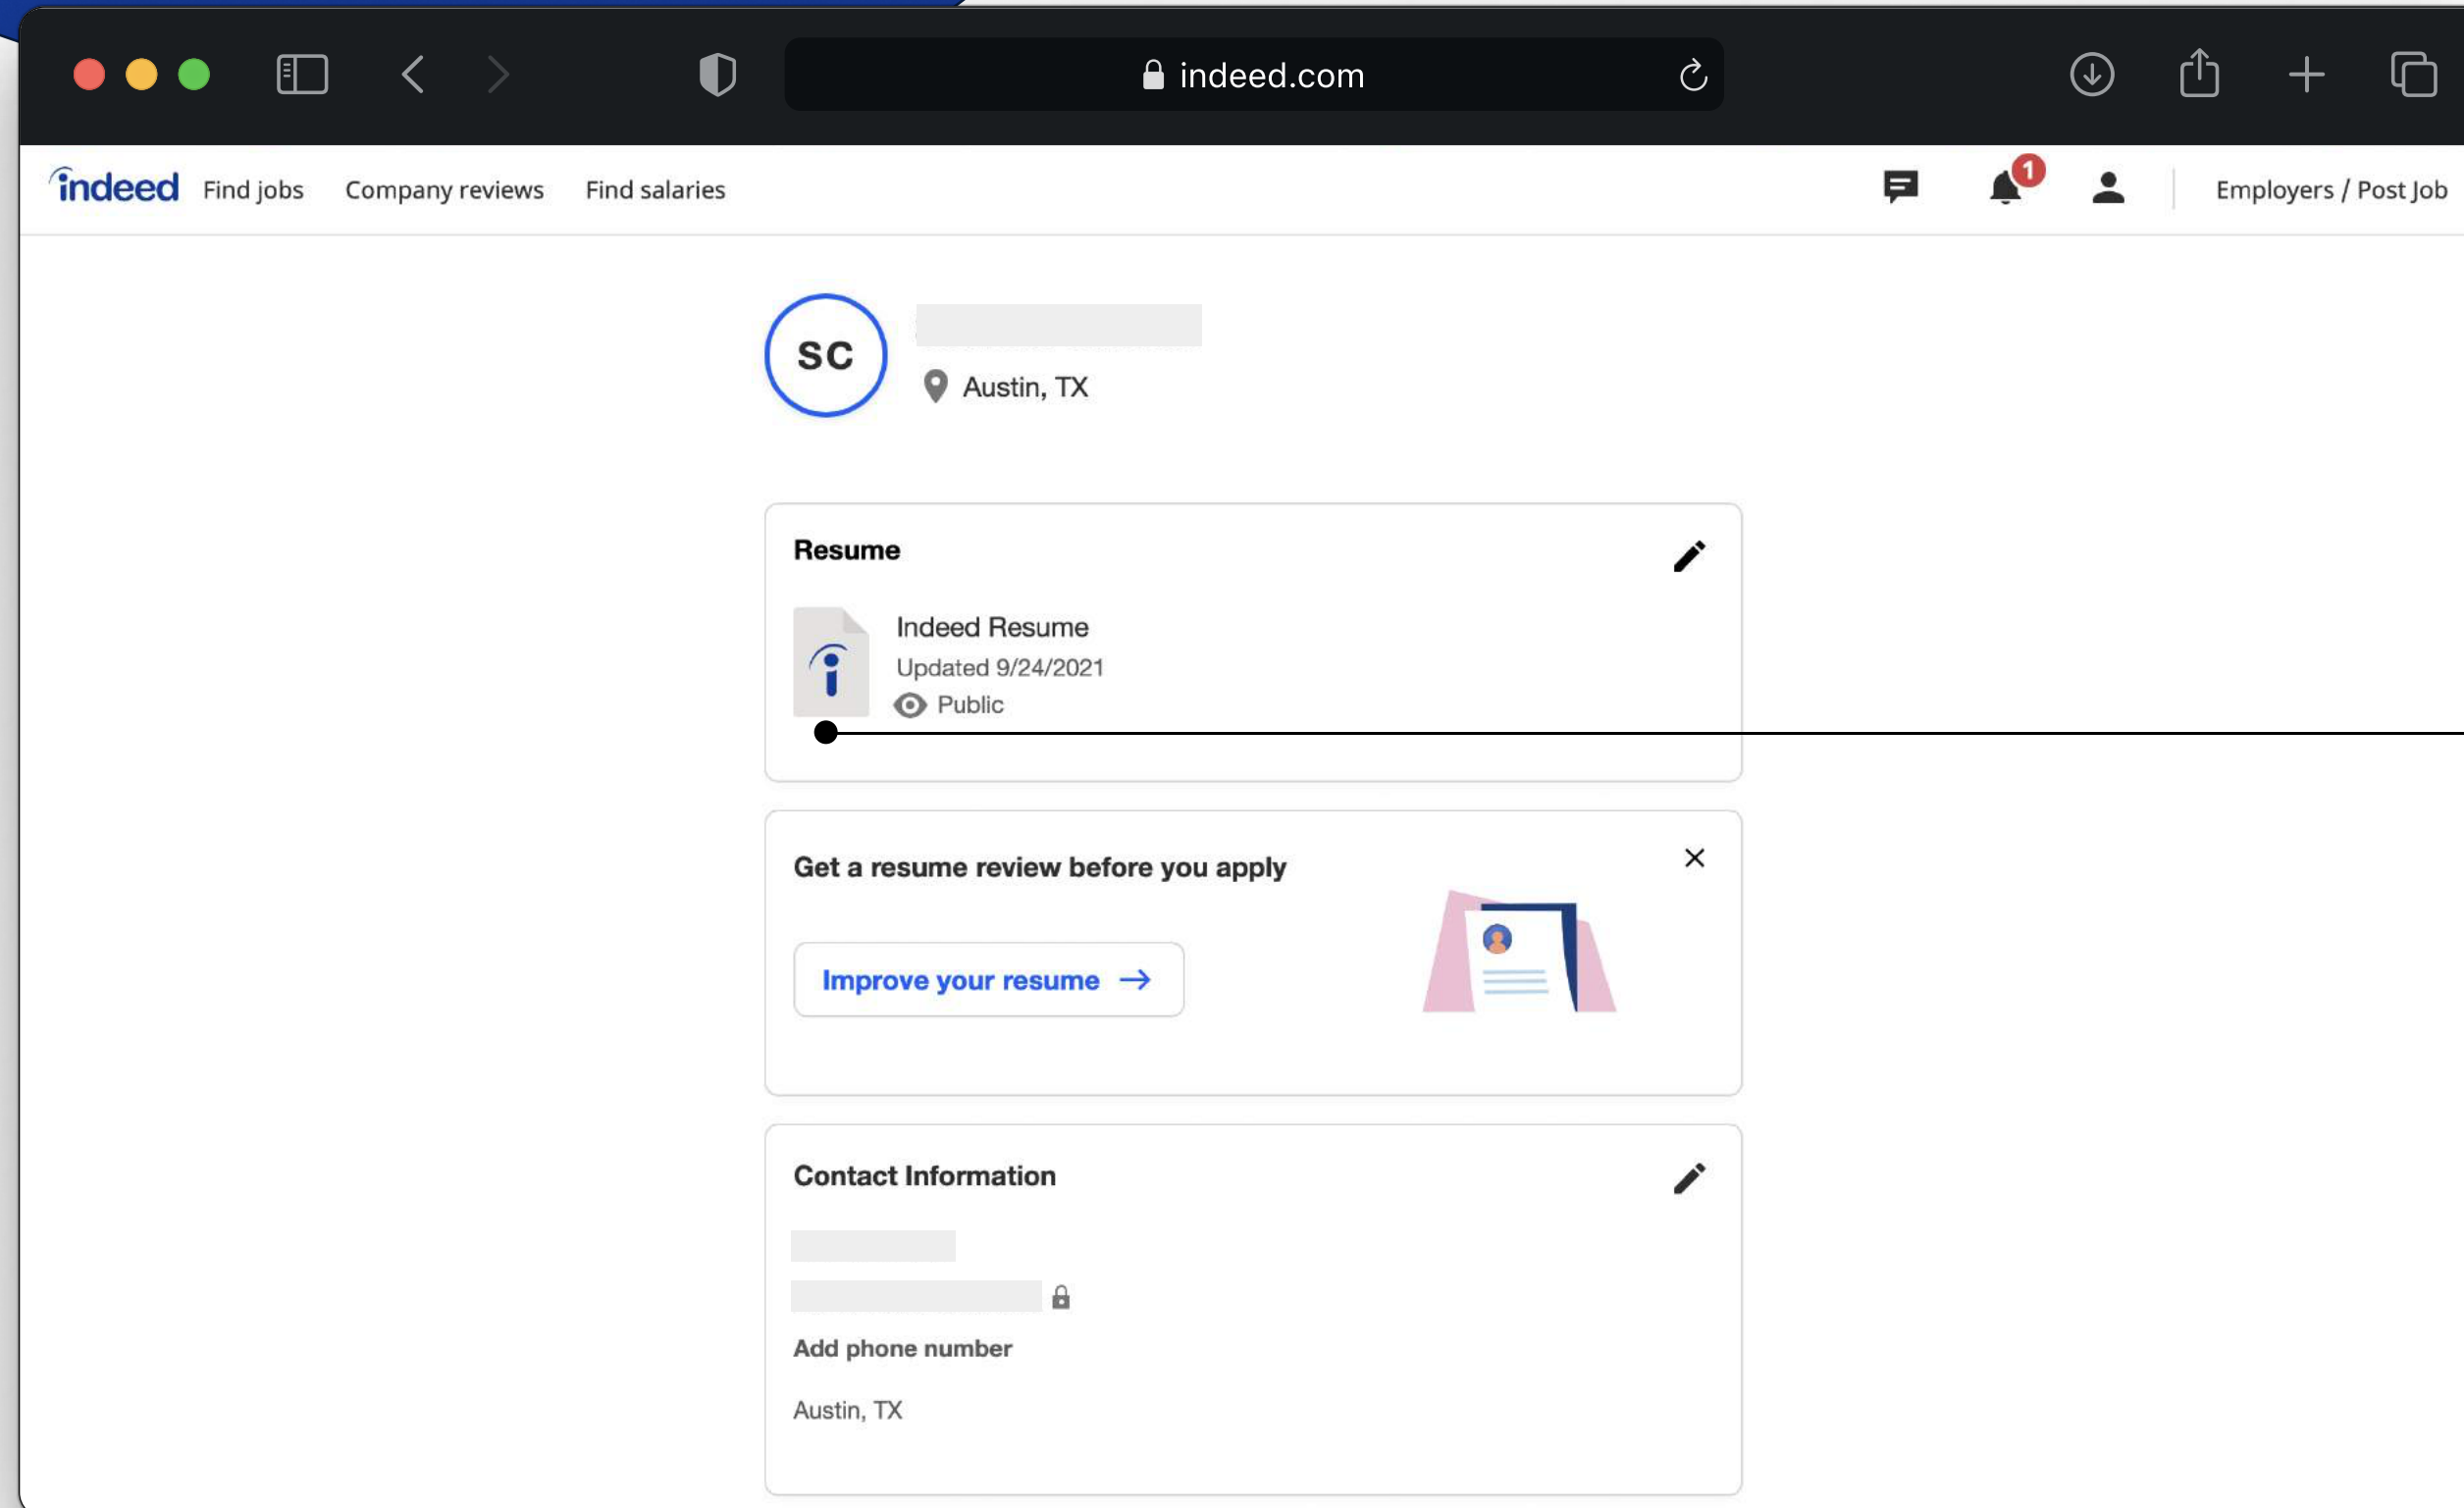 indeed.com
indeed Find jobs Company reviews Find salaries 1 Employers / Post Job
SC
Austin, TX
Resume
Indeed Resume
Updated 9/24/2021
Public
Get a resume review before you apply
Improve your resume →
Contact Information
Add phone number
Austin, TX